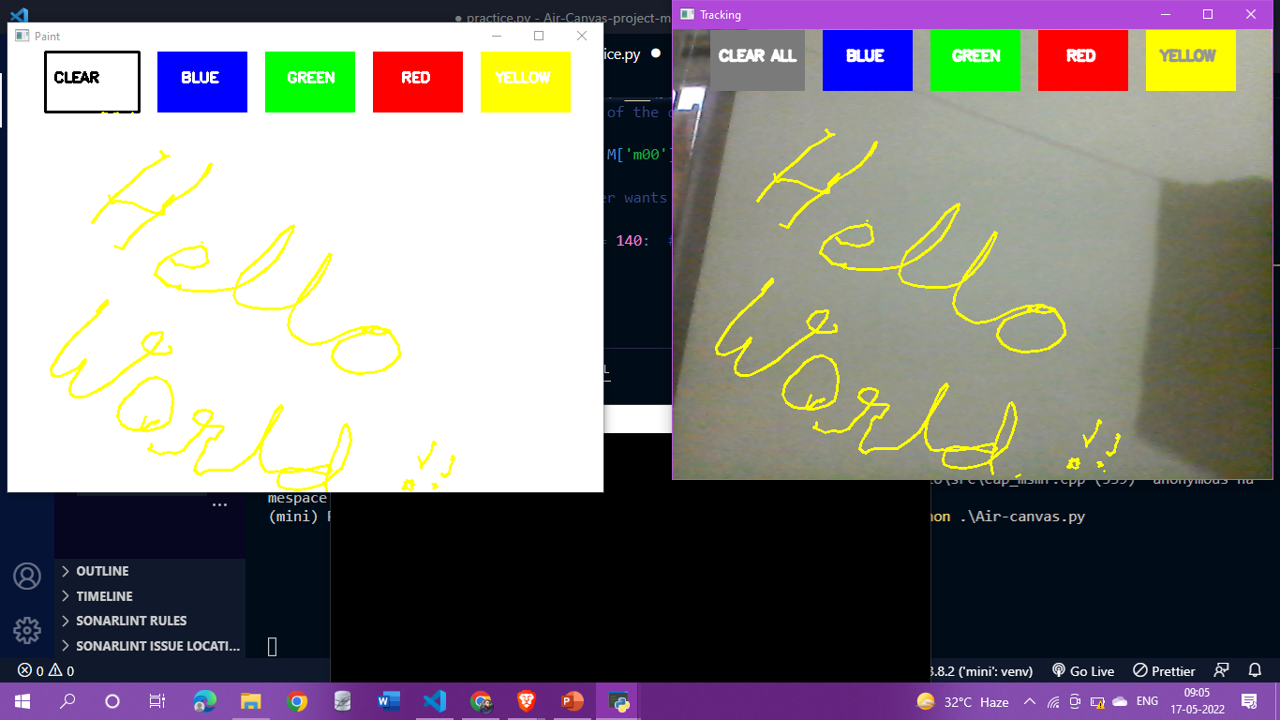 practice.py - Air-Canvas-project-m
Paint
Tracking
CLEAR
BLUE
GREEN
RED
YELLOW
CLEAR ALL
BLUE
GREEN
RED
YELLOW
ice.py
of the
M['m00']
er wants
= 140: #
Hello
World..!!
Hello
World..!!
L
mespace
(mini)
\src\cap_msmf.cpp (539) anonymous-na
non .\Air-canvas.py
...
OUTLINE
TIMELINE
SONARLINT RULES
SONARLINT ISSUE LOCATI...
0 0
3.8.2 ('mini': venv)
Go Live
Prettier
32°C Haze
ENG
09:05
17-05-2022